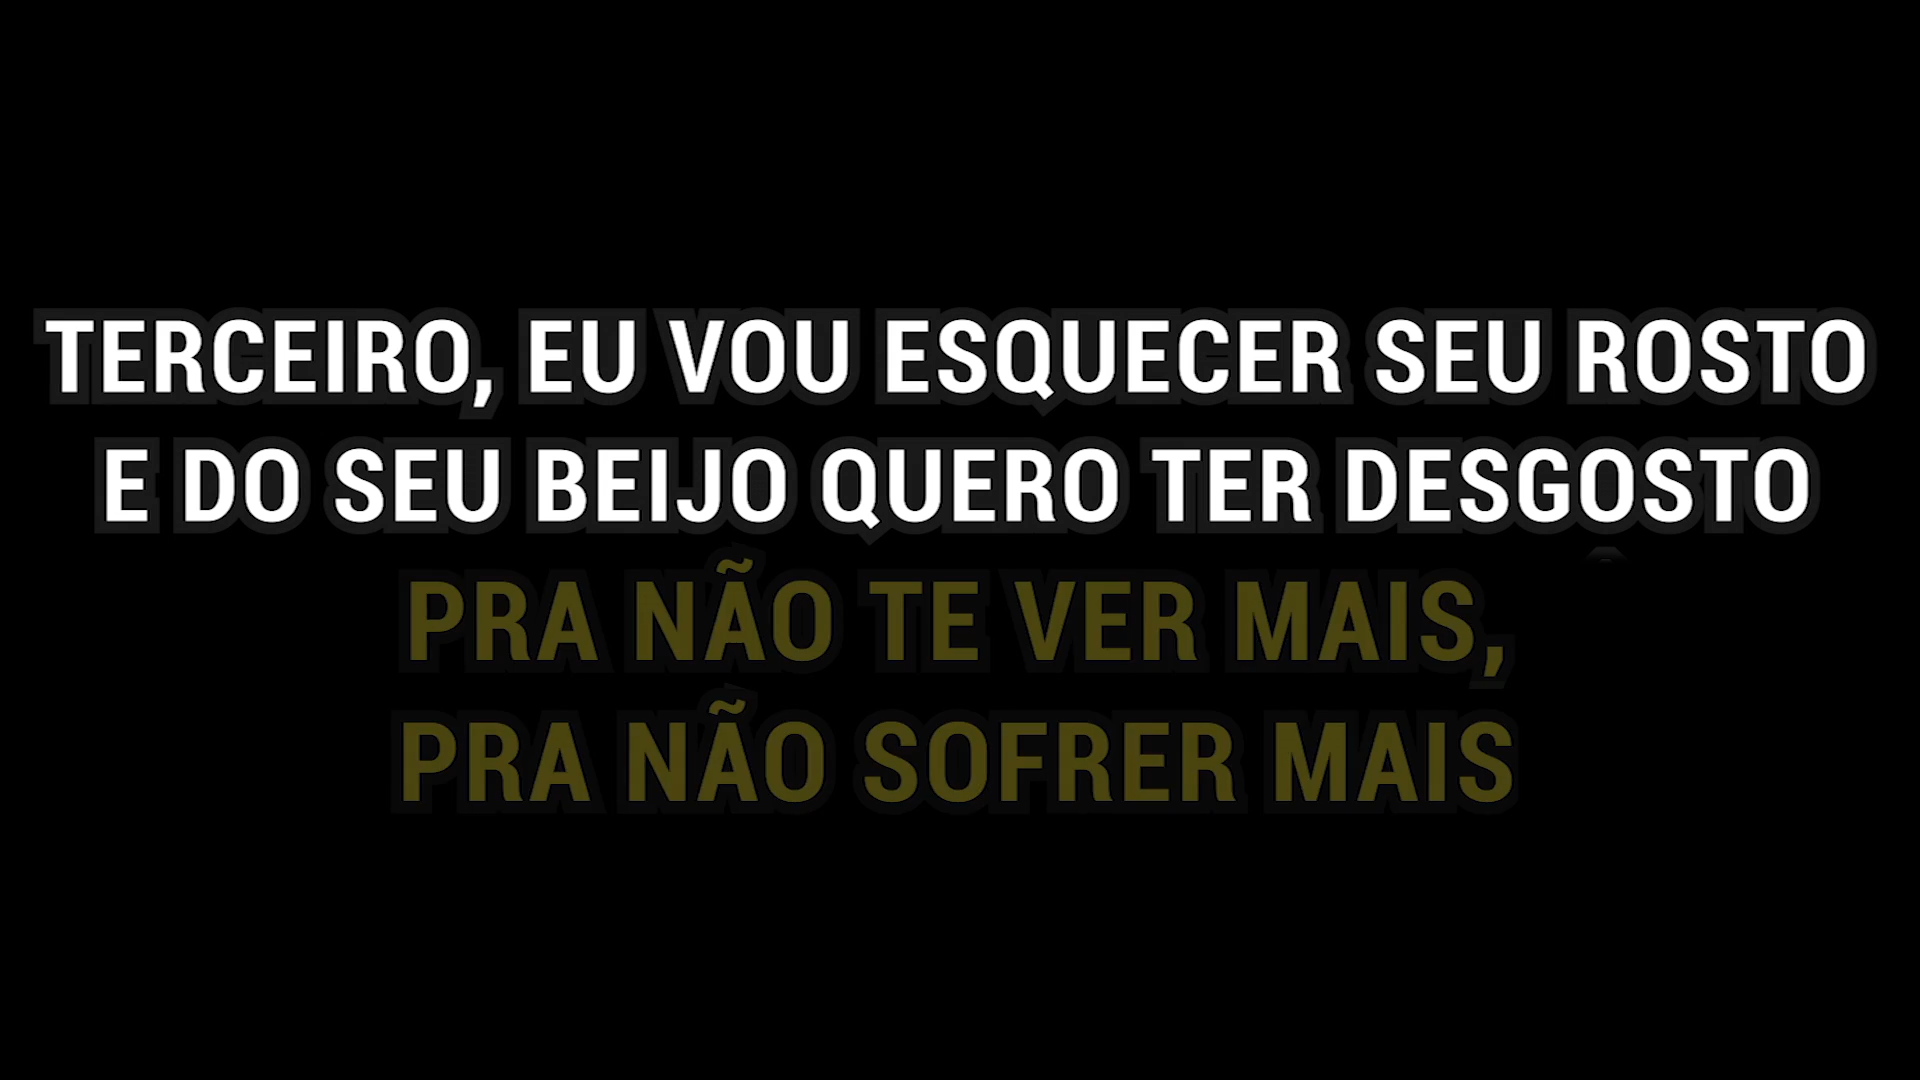 TERCEIRO, EU VOU ESQUECER SEU ROSTO
E DO SEU BEIJO QUERO TER DESGOSTO
PRA NÃO TE VER MAIS,
PRA NÃO SOFRER MAIS